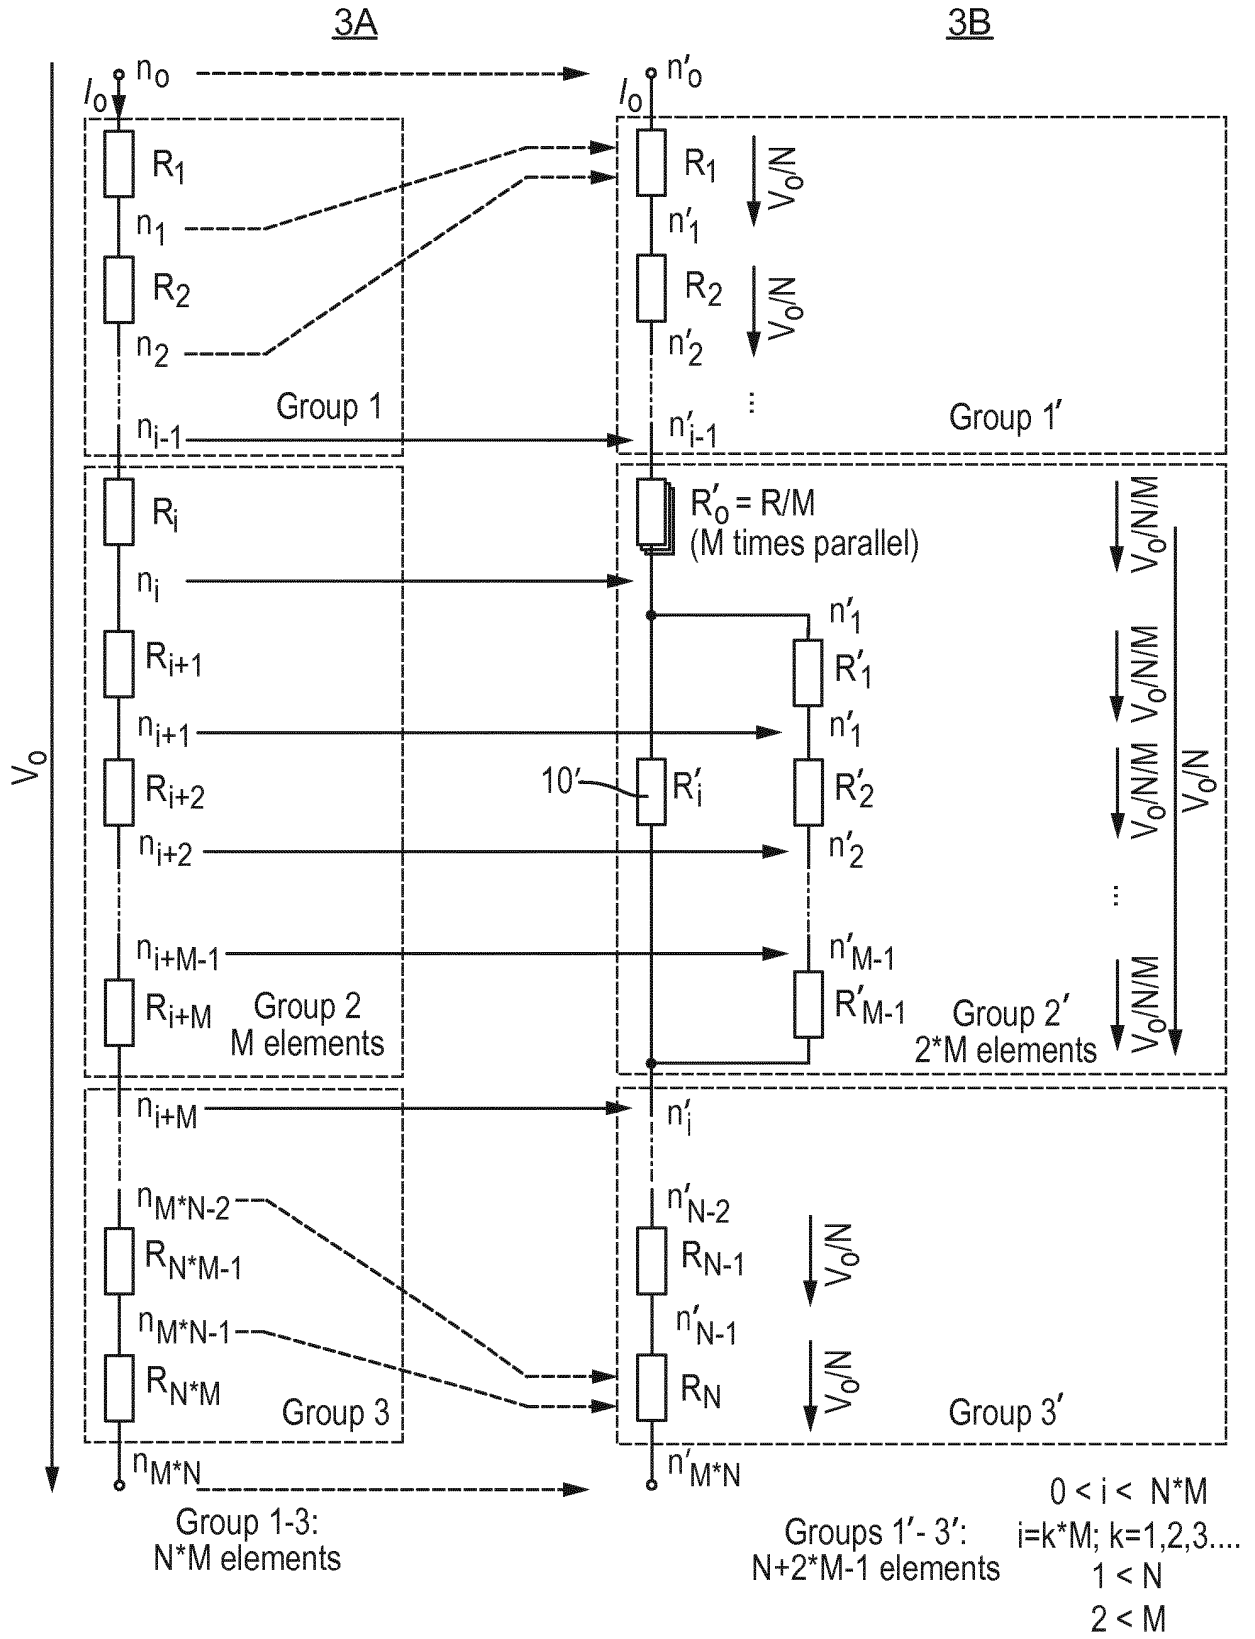 3A
3B
n0
n'0
I0
I0
R1
R1
V0/N
n1
n'1
R2
R2
V0/N
n2
n'2
Group 1
...
Group 1'
ni-1
n'i-1
Ri
R'0 = R/M
(M times parallel)
V0/N/M
ni
n'1
Ri+1
R'1
V0/N/M
ni+1
n'1
V0
10'
Ri+2
R'i
R'2
V0/N/M
V0/N
ni+2
n'2
...
ni+M-1
n'M-1
Ri+M
R'M-1
V0/N/M
Group 2
M elements
Group 2'
2*M elements
ni+M
n'i
nM*N-2
n'N-2
RN*M-1
RN-1
V0/N
nM*N-1
n'N-1
RN*M
RN
V0/N
Group 3
Group 3'
nM*N
n'M*N
Group 1-3:
N*M elements
Groups 1'- 3':
N+2*M-1 elements
0 < i < N*M
i=k*M; k=1,2,3....
1 < N
2 < M